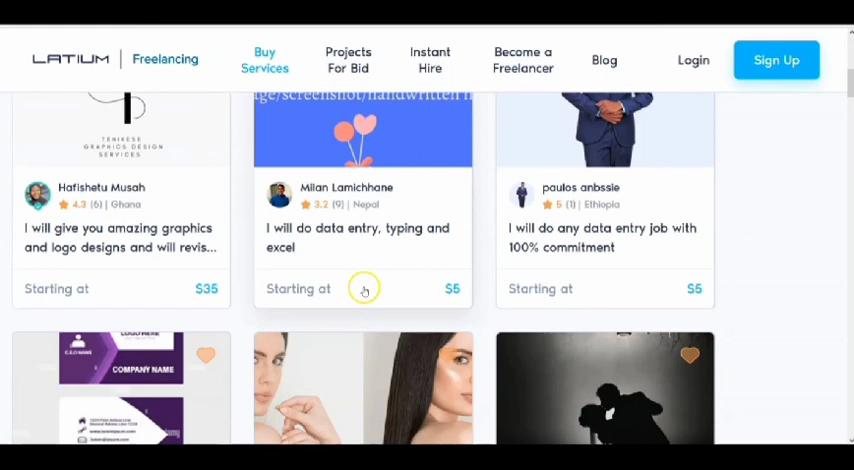 LATIUM | Freelancing
Buy Services
Projects For Bid
Instant Hire
Become a Freelancer
Blog
Login
Sign Up
TENIKESE
GRAPHICS DESIGN
SERVICES
ge/screenshot/handwritten
Hafishetu Musah
4.3 (6) | Ghana
I will give you amazing graphics
and logo designs and will revis...
Starting at $35
Milan Lamichhane
3.2 (9) | Nepal
I will do data entry, typing and
excel
Starting at $5
paulos anbssie
5 (1) | Ethiopia
I will do any data entry job with
100% commitment
Starting at $5
COMPANY NAME